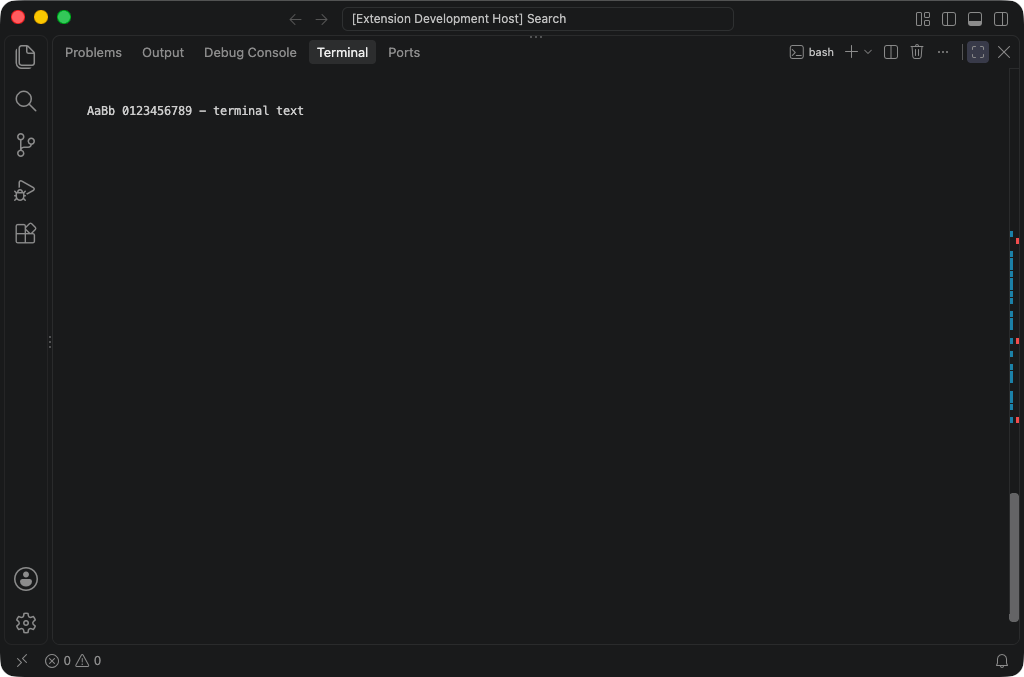 [Extension Development Host] Search
Problems Output Debug Console Terminal Ports bash
AaBb 0123456789 – terminal text
0 0